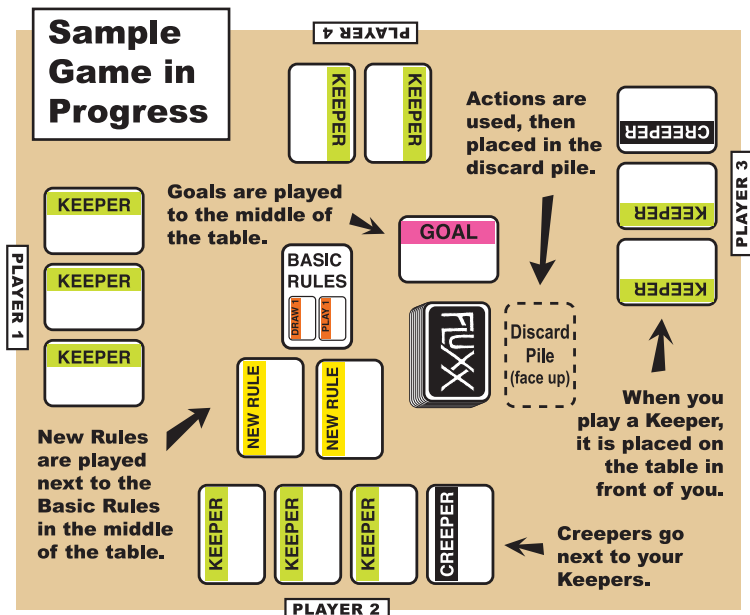 Sample
Game in
Progress
PLAYER 4
KEEPER
KEEPER
Actions are
used, then
placed in the
discard pile.
CREEPER
KEEPER
KEEPER
PLAYER 3
Goals are played
to the middle of
the table.
KEEPER
KEEPER
KEEPER
PLAYER 1
GOAL
BASIC
RULES
DRAW 1
PLAY 1
FLUXX
Discard
Pile
(face up)
NEW RULE
NEW RULE
New Rules
are played
next to the
Basic Rules
in the middle
of the table.
When you
play a Keeper,
it is placed on
the table in
front of you.
KEEPER
KEEPER
KEEPER
CREEPER
Creepers go
next to your
Keepers.
PLAYER 2